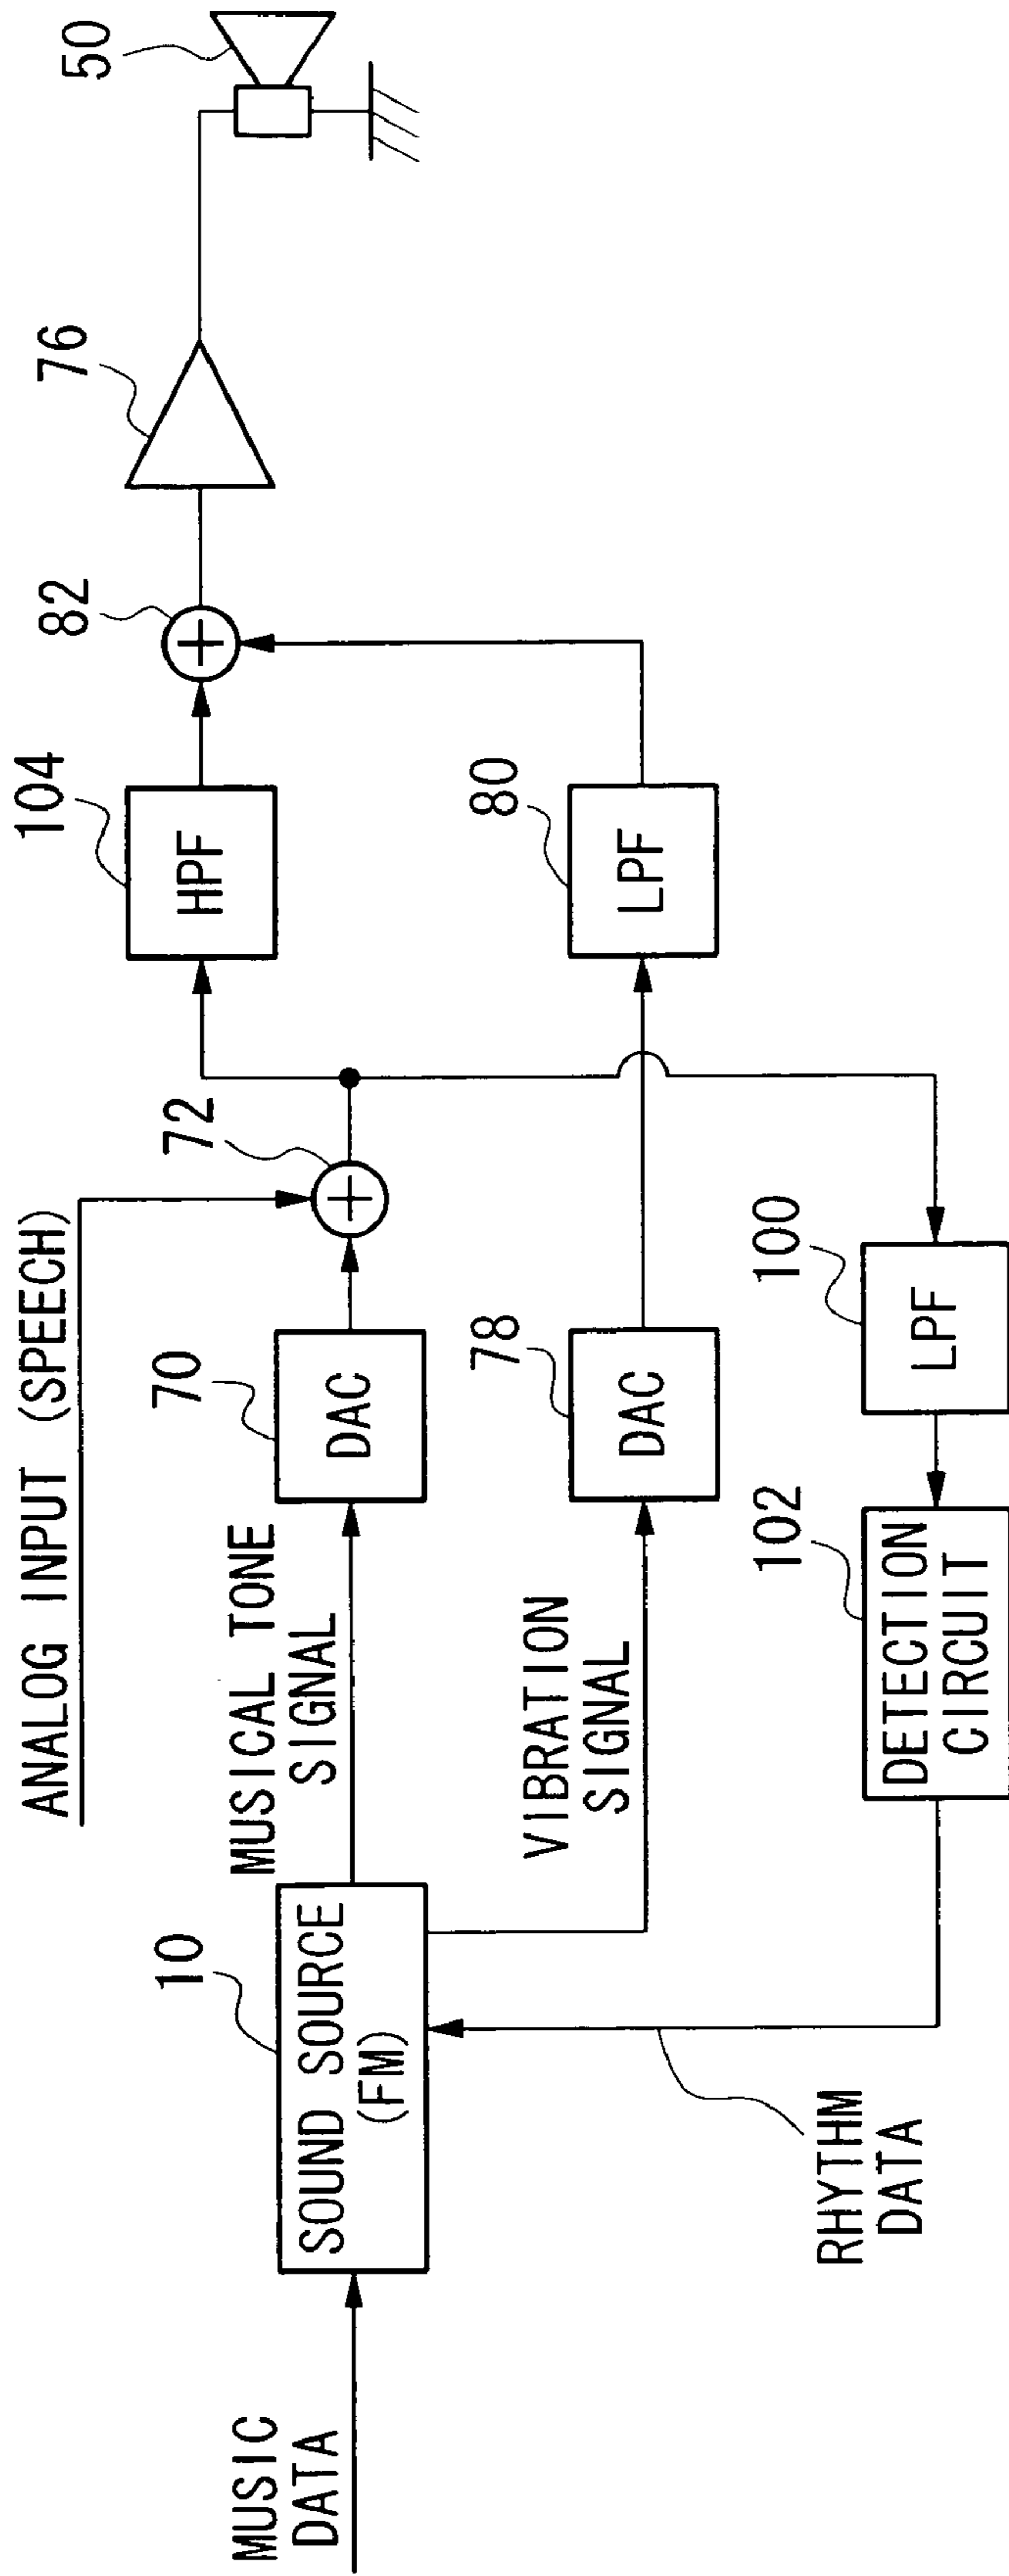 ANALOG INPUT (SPEECH)
MUSIC
DATA
10
SOUND SOURCE
(FM)
MUSICAL TONE
SIGNAL
70
DAC
72
104
HPF
82
76
50
VIBRATION
SIGNAL
78
DAC
80
LPF
RHYTHM
DATA
102
DETECTION
CIRCUIT
100
LPF